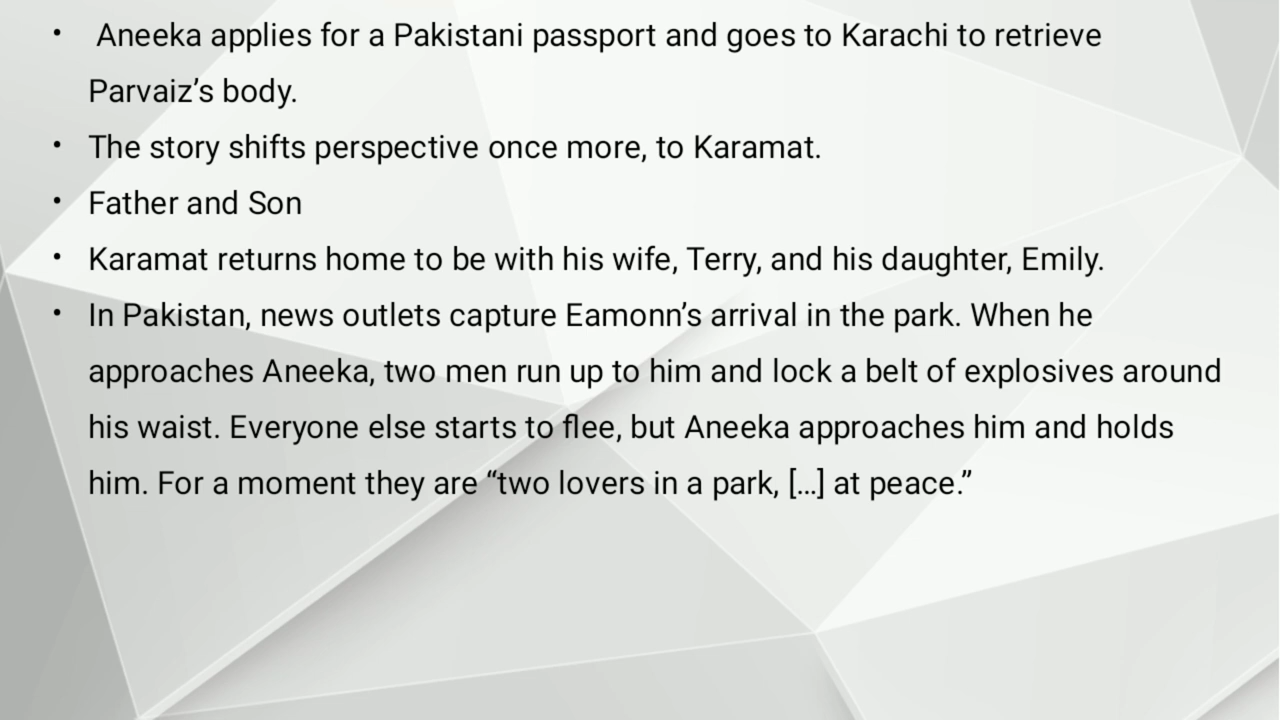 • Aneeka applies for a Pakistani passport and goes to Karachi to retrieve
Parvaiz’s body.
• The story shifts perspective once more, to Karamat.
• Father and Son
• Karamat returns home to be with his wife, Terry, and his daughter, Emily.
• In Pakistan, news outlets capture Eamonn’s arrival in the park. When he
approaches Aneeka, two men run up to him and lock a belt of explosives around
his waist. Everyone else starts to flee, but Aneeka approaches him and holds
him. For a moment they are “two lovers in a park, [...] at peace.”